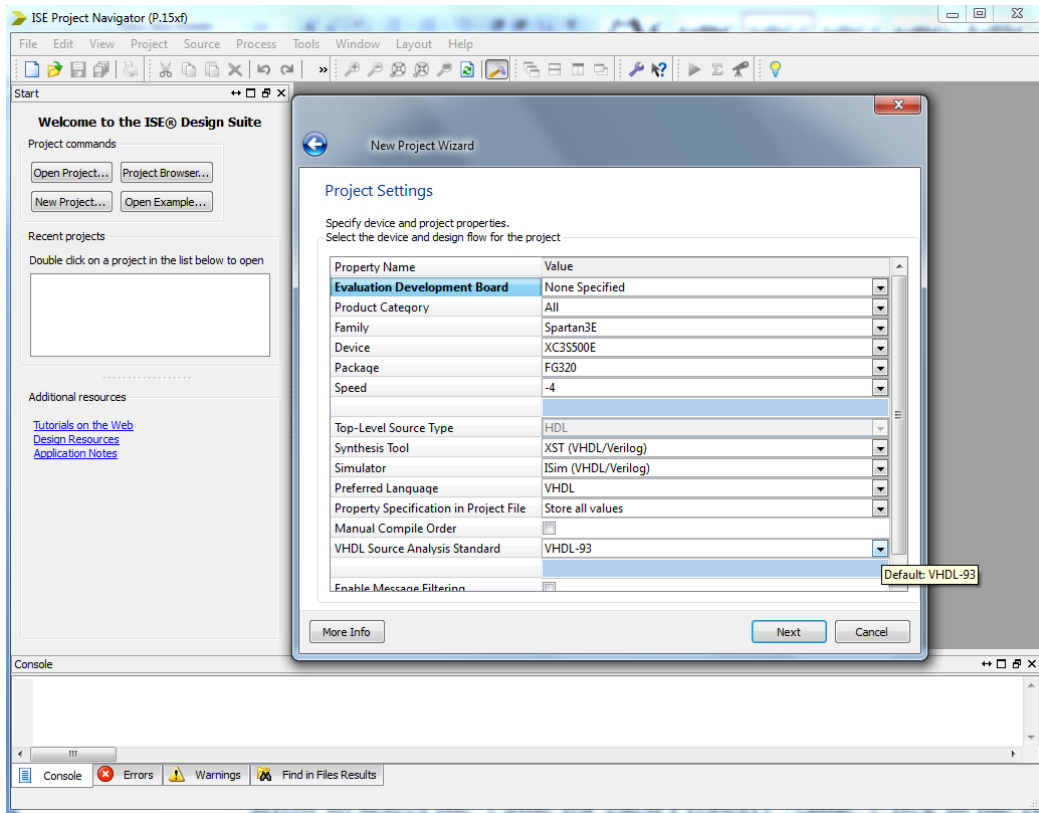 ISE Project Navigator (P.15xf)
File Edit View Project Source Process Tools Window Layout Help
»
Start
Welcome to the ISE® Design Suite
Project commands
Open Project... Project Browser...
New Project... Open Example...
Recent projects
Double click on a project in the list below to open
Additional resources
Tutorials on the Web
Design Resources
Application Notes
New Project Wizard
Project Settings
Specify device and project properties.
Select the device and design flow for the project
Property Name Value
Evaluation Development Board None Specified
Product Category All
Family Spartan3E
Device XC3S500E
Package FG320
Speed -4
Top-Level Source Type HDL
Synthesis Tool XST (VHDL/Verilog)
Simulator ISim (VHDL/Verilog)
Preferred Language VHDL
Property Specification in Project File Store all values
Manual Compile Order
VHDL Source Analysis Standard VHDL-93
Default: VHDL-93
Enable Message Filtering
More Info Next Cancel
Console
Console Errors Warnings Find in Files Results